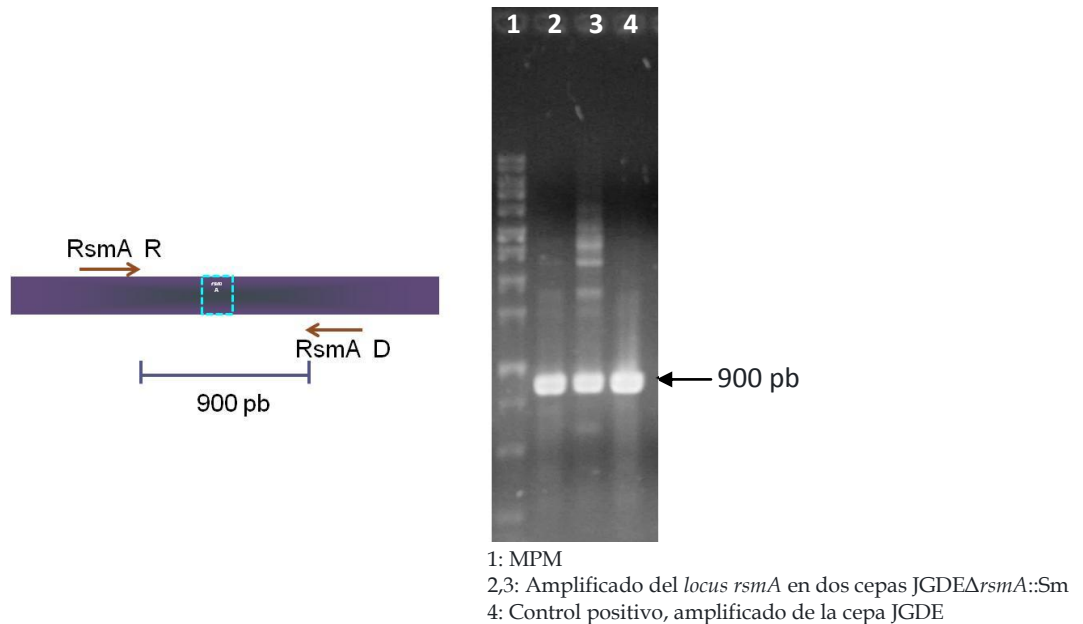 RsmA R
RsmA D
900 pb
1 2 3 4
900 pb
1: MPM
2,3: Amplificado del locus rsmA en dos cepas JGDEΔrsmA::Sm
4: Control positivo, amplificado de la cepa JGDE